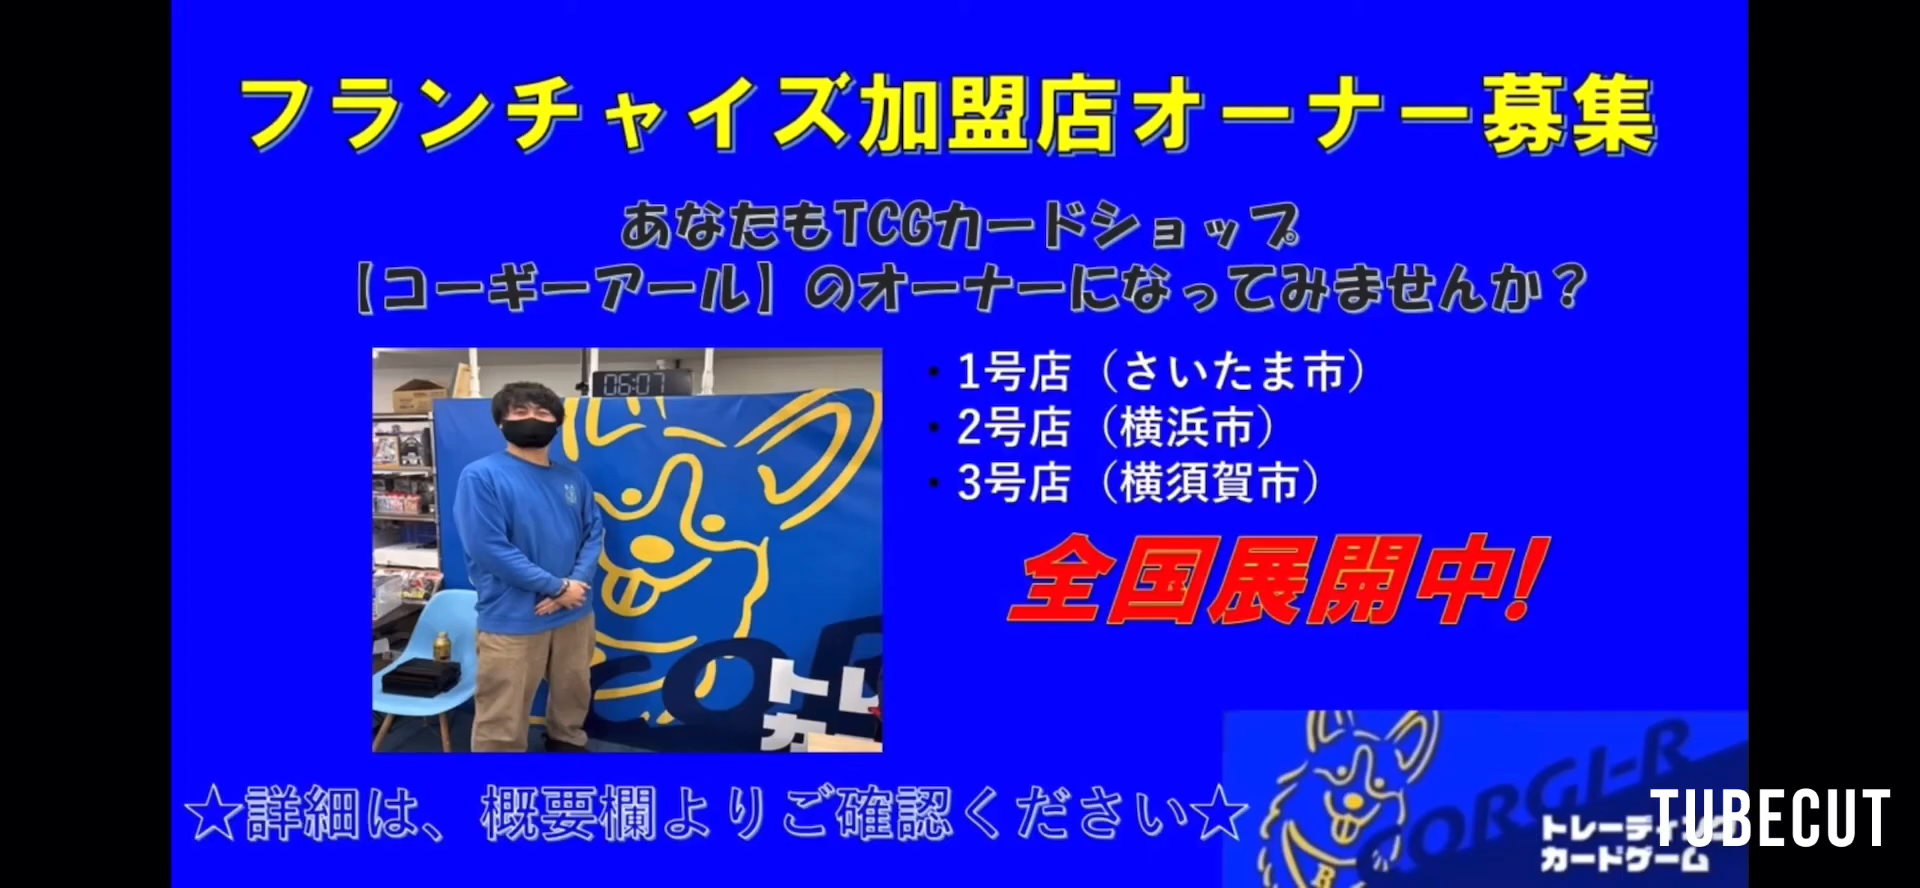 フランチャイズ加盟店オーナー募集
あなたもTCGカードショップ
【コーギーアール】のオーナーになってみませんか？
・1号店（さいたま市）
・2号店（横浜市）
・3号店（横須賀市）
全国展開中!
06:07
トレ
カー
☆詳細は、概要欄よりご確認ください☆
CORGI-R
トレーディング
カードゲーム
TUBECUT